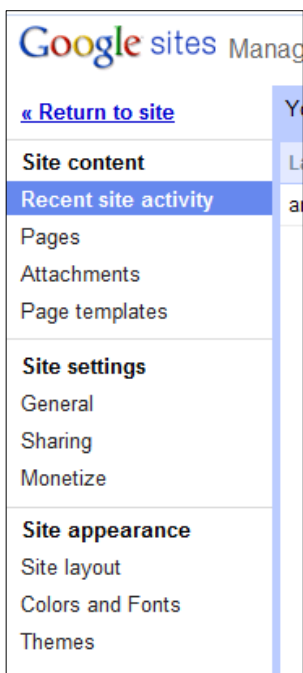 Google sites Manag
« Return to site
Site content
Recent site activity
Pages
Attachments
Page templates
Site settings
General
Sharing
Monetize
Site appearance
Site layout
Colors and Fonts
Themes